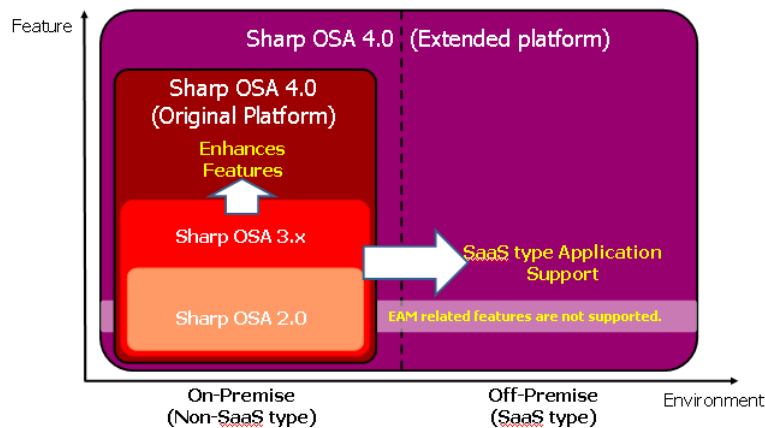 Feature
Sharp OSA 4.0 (Extended platform)
Sharp OSA 4.0
(Original Platform)
Enhances
Features
Sharp OSA 3.x
SaaS type Application
Support
Sharp OSA 2.0
EAM related features are not supported.
On-Premise
(Non-SaaS type)
Off-Premise
(SaaS type)
Environment